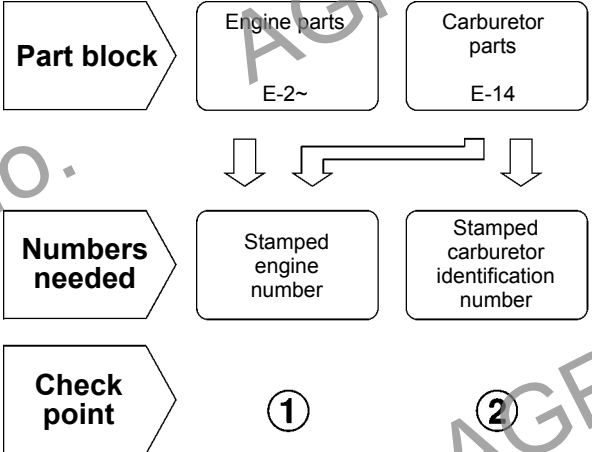 Part block
Engine parts
E-2~
Carburetor
parts
E-14
Numbers
needed
Stamped
engine
number
Stamped
carburetor
identification
number
Check
point
①
②